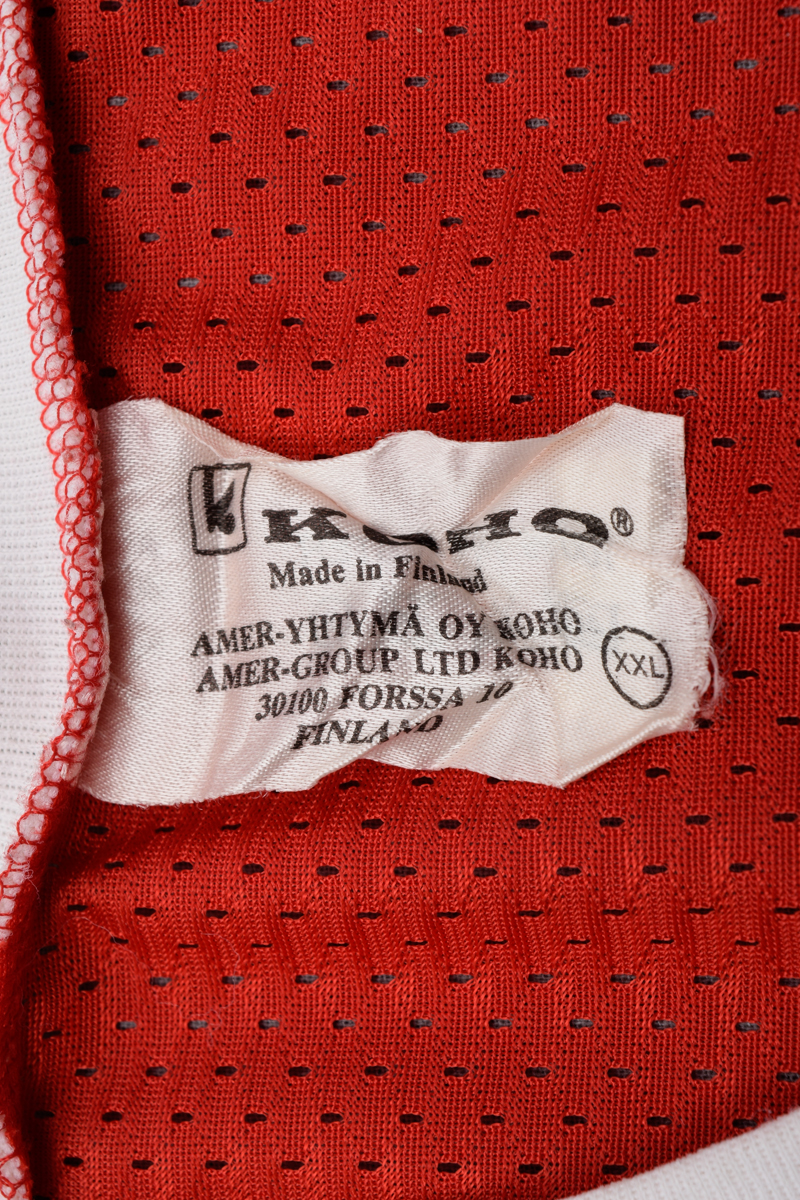 K KOHO®
Made in Finland
AMER-YHTYMÄ OY KOHO
AMER-GROUP LTD KOHO
30100 FORSSA 10
FINLAND
XXL